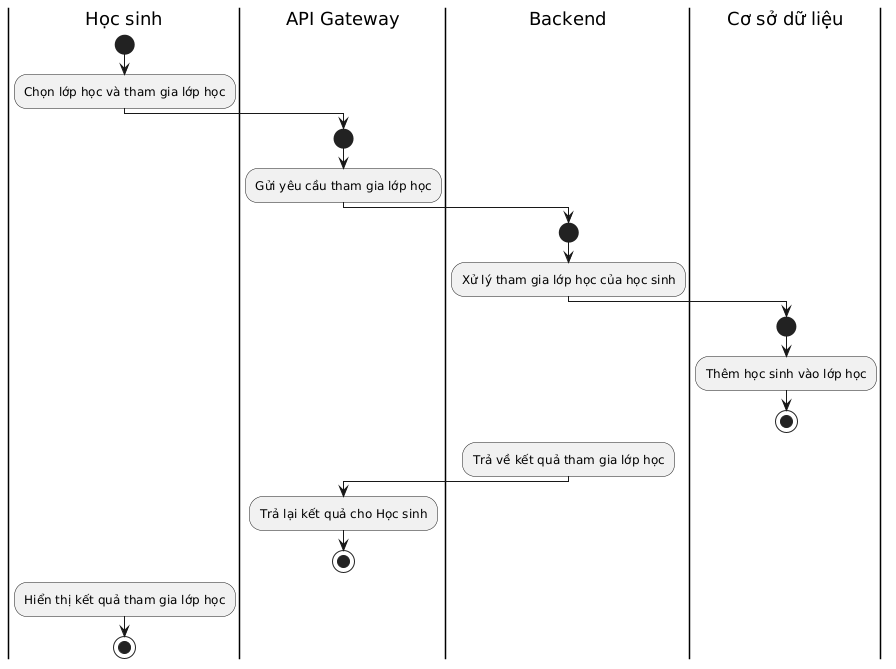 Học sinh
API Gateway
Backend
Cơ sở dữ liệu
Chọn lớp học và tham gia lớp học
Gửi yêu cầu tham gia lớp học
Xử lý tham gia lớp học của học sinh
Thêm học sinh vào lớp học
Trả về kết quả tham gia lớp học
Trả lại kết quả cho Học sinh
Hiển thị kết quả tham gia lớp học